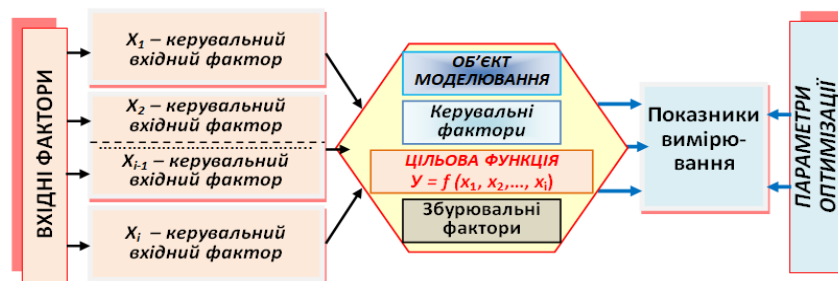 ВХІДНІ ФАКТОРИ
X1 – керувальний
вхідний фактор
X2 – керувальний
вхідний фактор
Xi-1 – керувальний
вхідний фактор
Xi – керувальний
вхідний фактор
ОБ’ЄКТ
МОДЕЛЮВАННЯ
Керувальні
фактори
ЦІЛЬОВА ФУНКЦІЯ
У = f (x1, x2,..., xi)
Збурювальні
фактори
Показники
вимірю-
вання
ПАРАМЕТРИ
ОПТИМІЗАЦІЇ